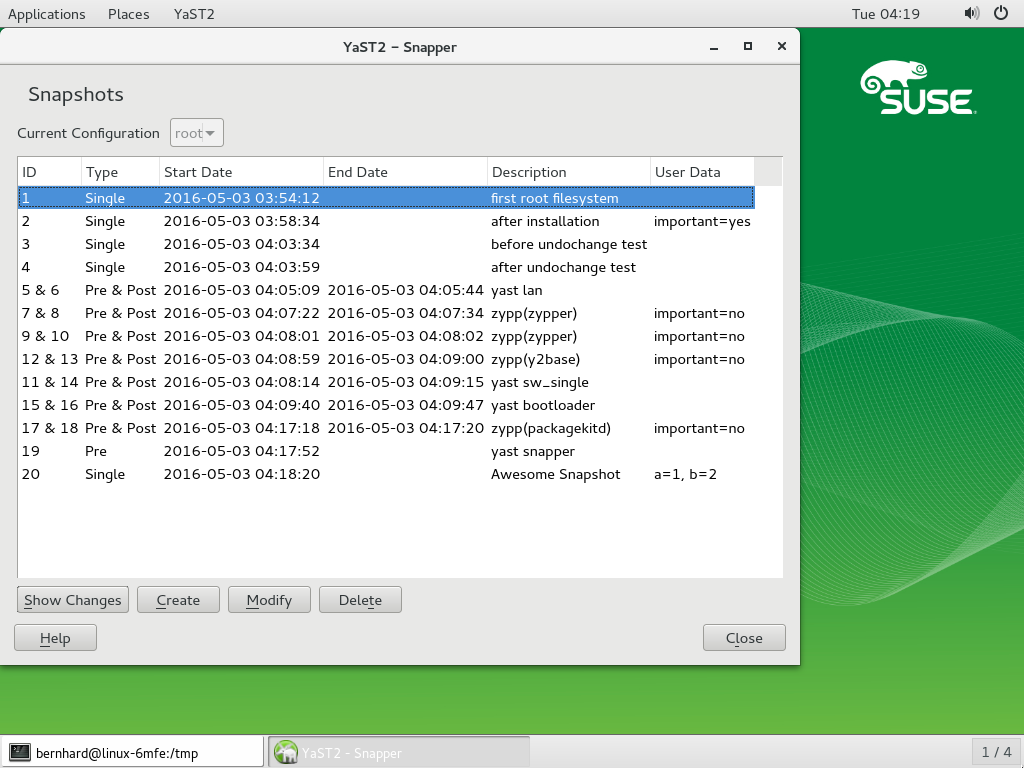 Applications Places YaST2 Tue 04:19
YaST2 – Snapper
SUSE
Snapshots
Current Configuration root
ID Type Start Date End Date Description User Data
1 Single 2016-05-03 03:54:12 first root filesystem
2 Single 2016-05-03 03:58:34 after installation important=yes
3 Single 2016-05-03 04:03:34 before undochange test
4 Single 2016-05-03 04:03:59 after undochange test
5 & 6 Pre & Post 2016-05-03 04:05:09 2016-05-03 04:05:44 yast lan
7 & 8 Pre & Post 2016-05-03 04:07:22 2016-05-03 04:07:34 zypp(zypper) important=no
9 & 10 Pre & Post 2016-05-03 04:08:01 2016-05-03 04:08:02 zypp(zypper) important=no
12 & 13 Pre & Post 2016-05-03 04:08:59 2016-05-03 04:09:00 zypp(y2base) important=no
11 & 14 Pre & Post 2016-05-03 04:08:14 2016-05-03 04:09:15 yast sw_single
15 & 16 Pre & Post 2016-05-03 04:09:40 2016-05-03 04:09:47 yast bootloader
17 & 18 Pre & Post 2016-05-03 04:17:18 2016-05-03 04:17:20 zypp(packagekitd) important=no
19 Pre 2016-05-03 04:17:52 yast snapper
20 Single 2016-05-03 04:18:20 Awesome Snapshot a=1, b=2
Show Changes Create Modify Delete
Help Close
bernhard@linux-6mfe:/tmp YaST2 – Snapper 1 / 4